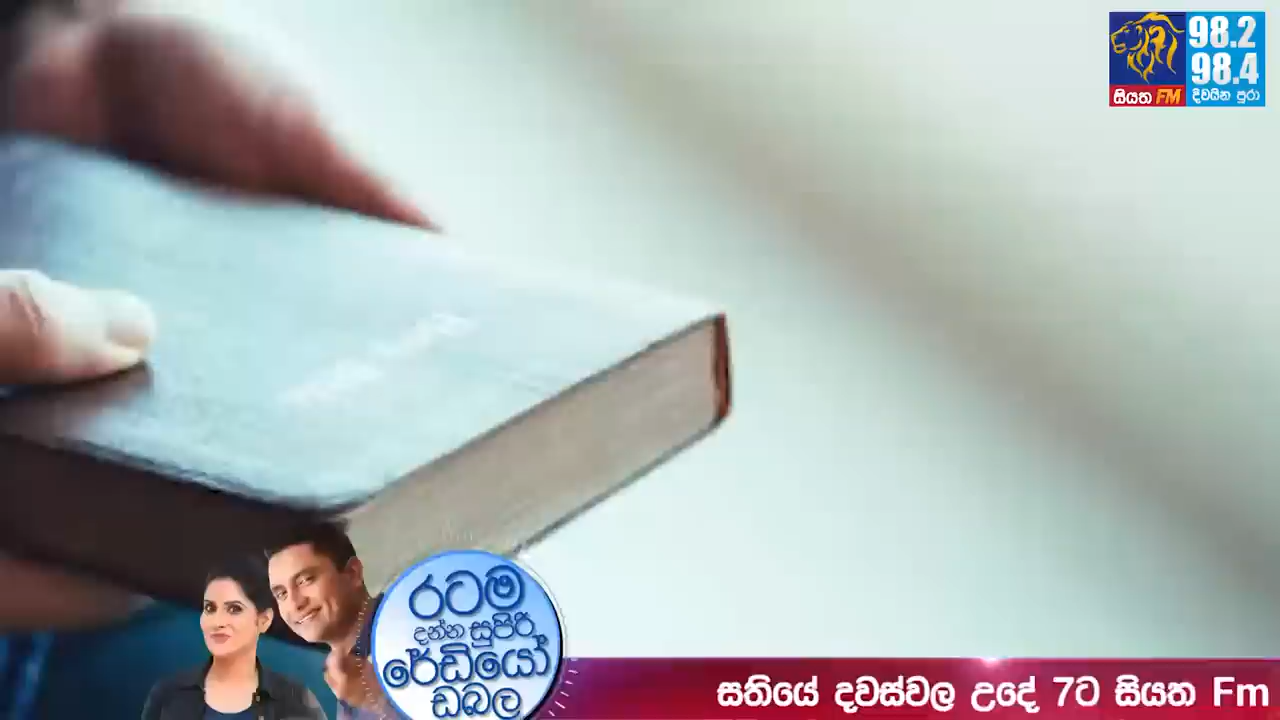 98.2
98.4
සියත FM
දිවයින පුරා
රටම
දන්න සුපිරි
රේඩියෝ
ඩබල
සතියේ දවස්වල උදේ 7ට සියත Fm